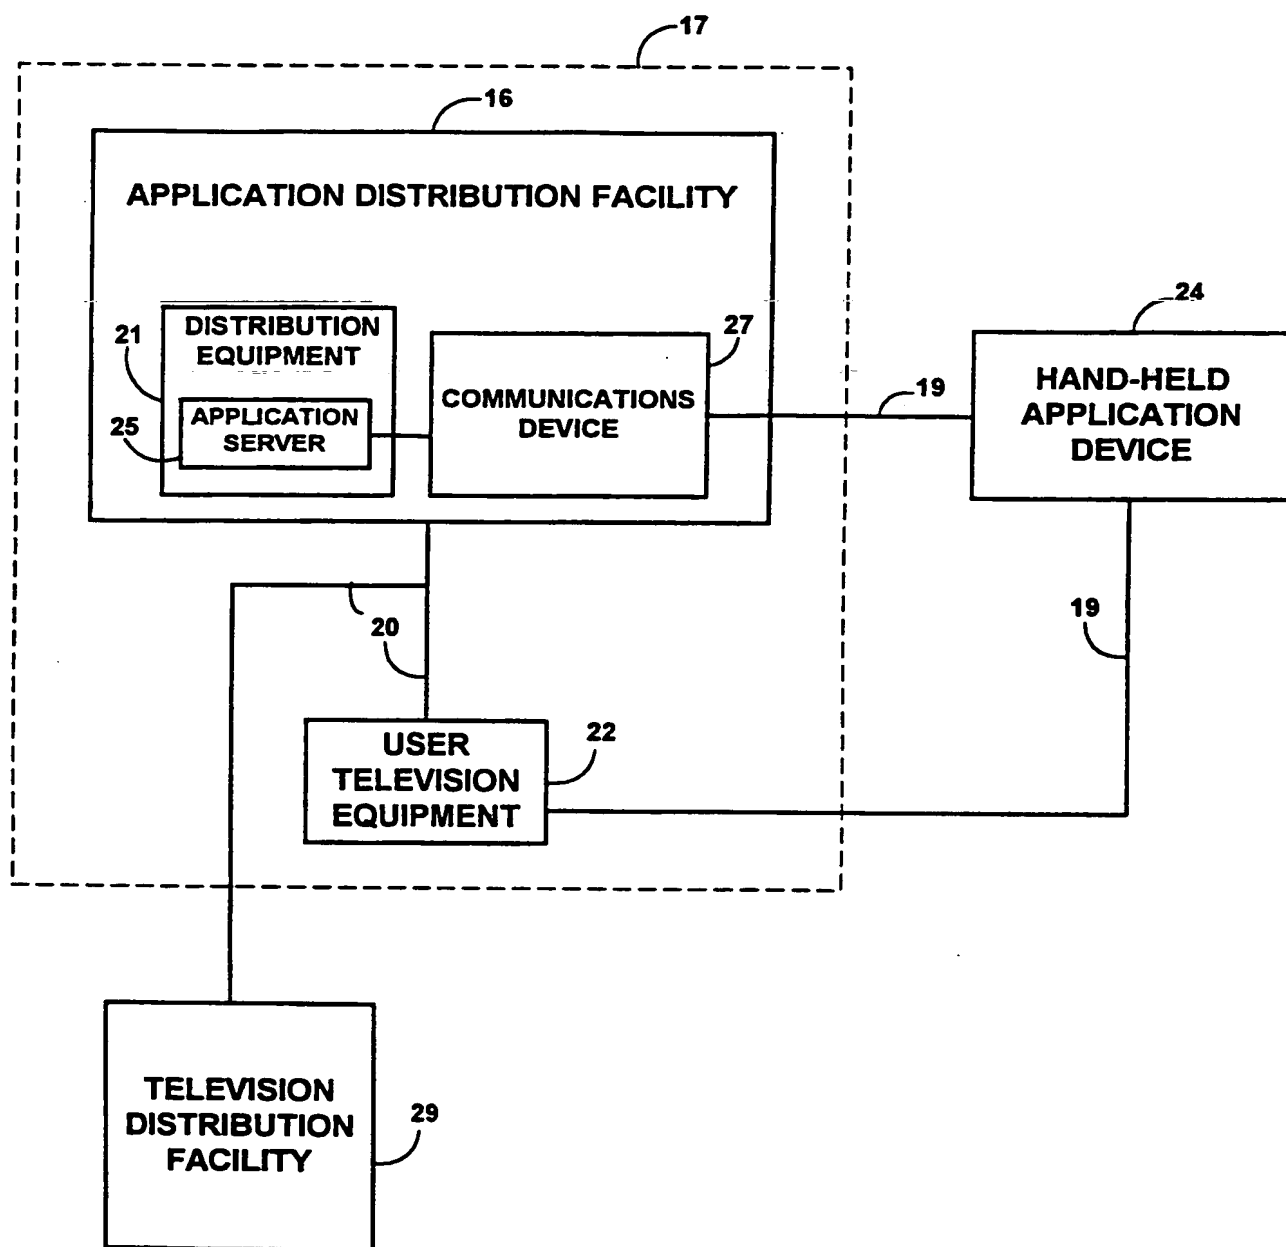 17
16
APPLICATION DISTRIBUTION FACILITY
21
DISTRIBUTION
EQUIPMENT
25
APPLICATION
SERVER
27
COMMUNICATIONS
DEVICE
19
24
HAND-HELD
APPLICATION
DEVICE
20
19
22
USER
TELEVISION
EQUIPMENT
TELEVISION
DISTRIBUTION
FACILITY
29